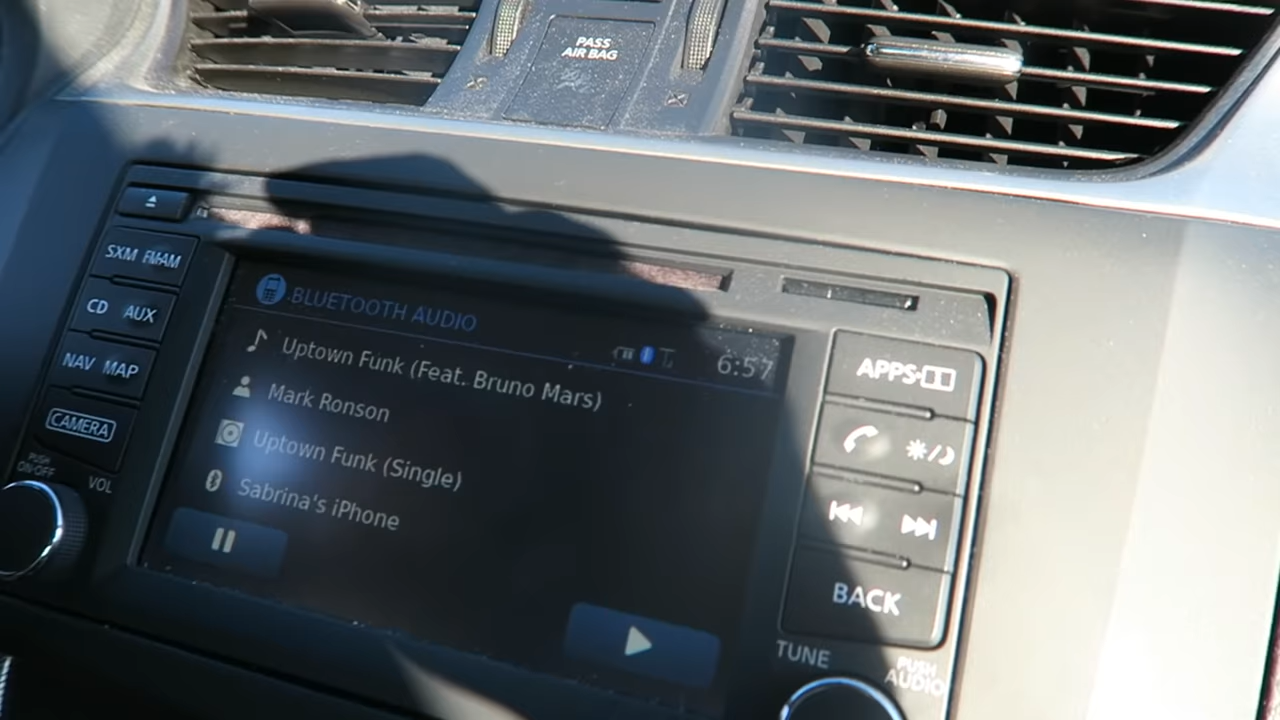 PASS
AIR BAG
SXM FM·AM
CD AUX
NAV MAP
CAMERA
PUSH
ON·OFF
VOL
BLUETOOTH AUDIO
6:57
Uptown Funk (Feat. Bruno Mars)
Mark Ronson
Uptown Funk (Single)
Sabrina's iPhone
APPS
BACK
TUNE
PUSH
AUDIO